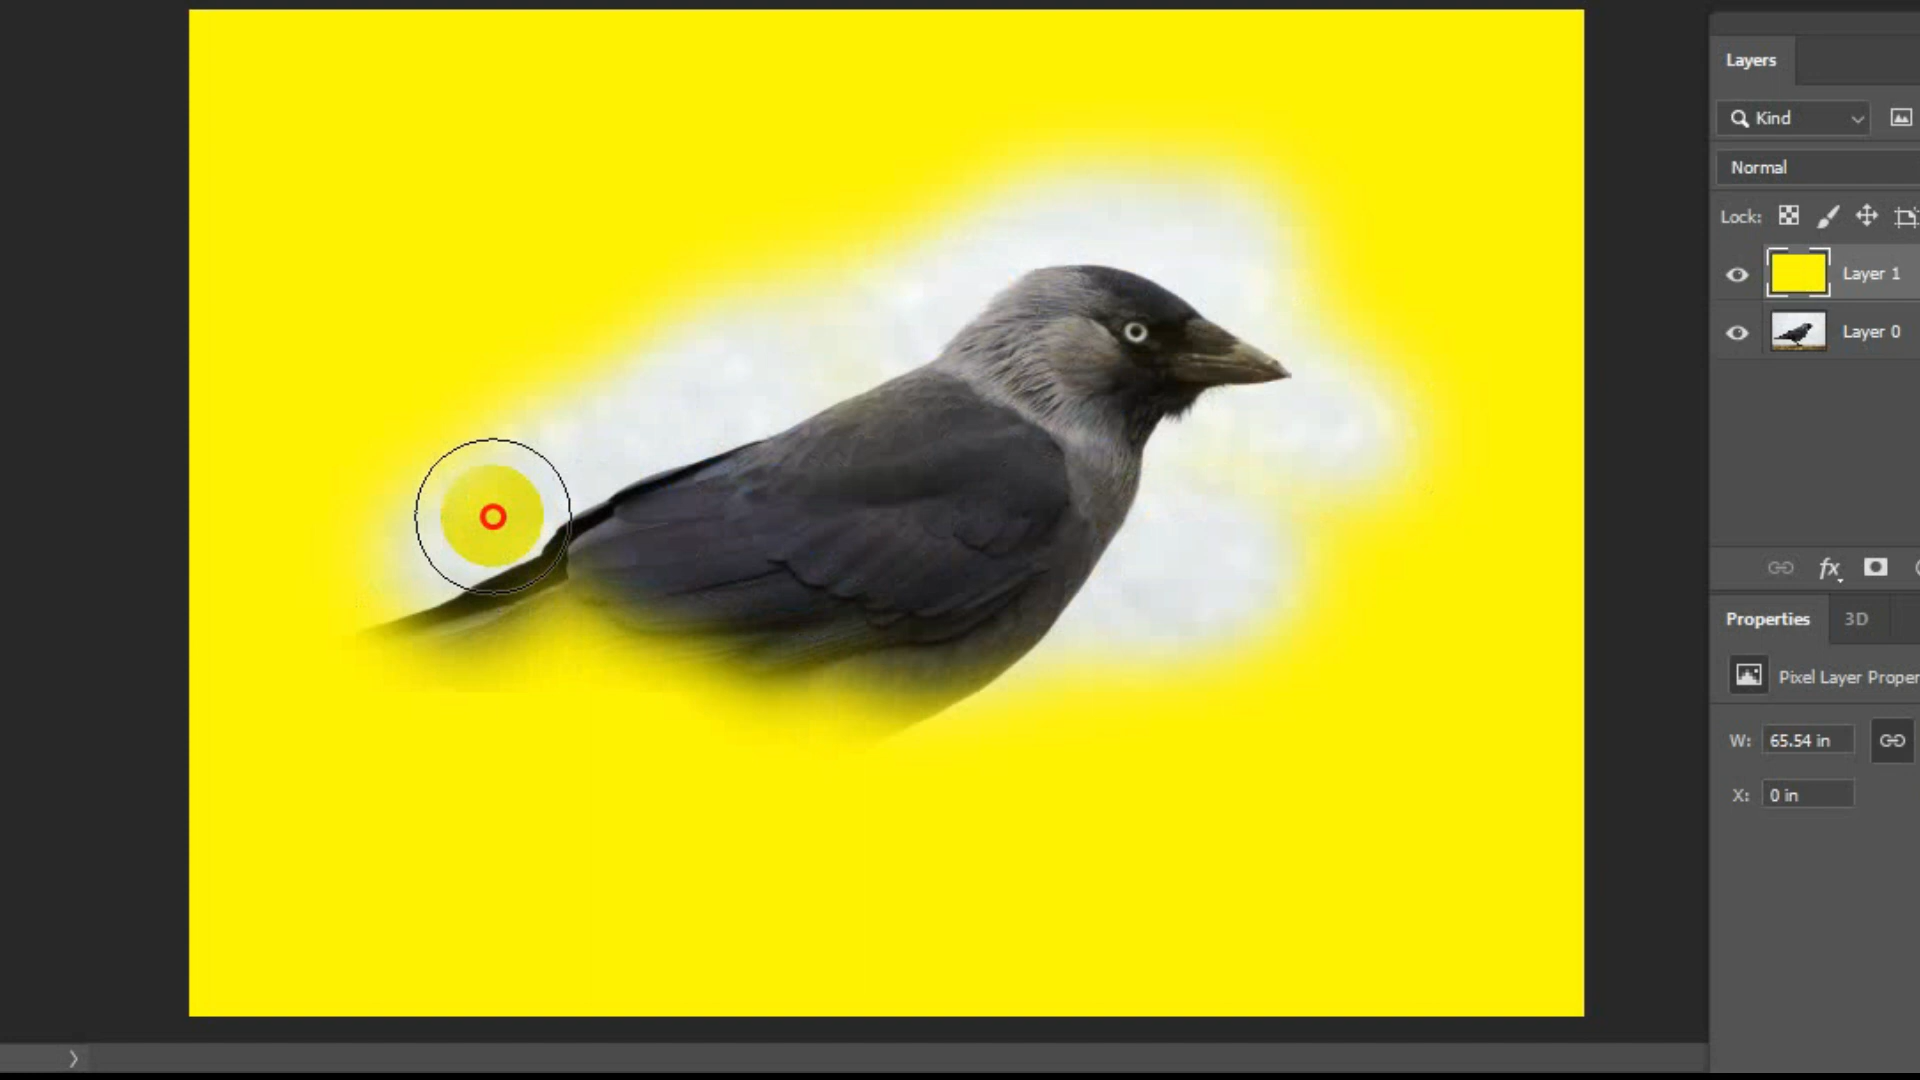 Layers
Kind
Normal
Lock:
Layer 1
Layer 0
fx
Properties 3D
Pixel Layer Proper
W: 65.54 in
X: 0 in